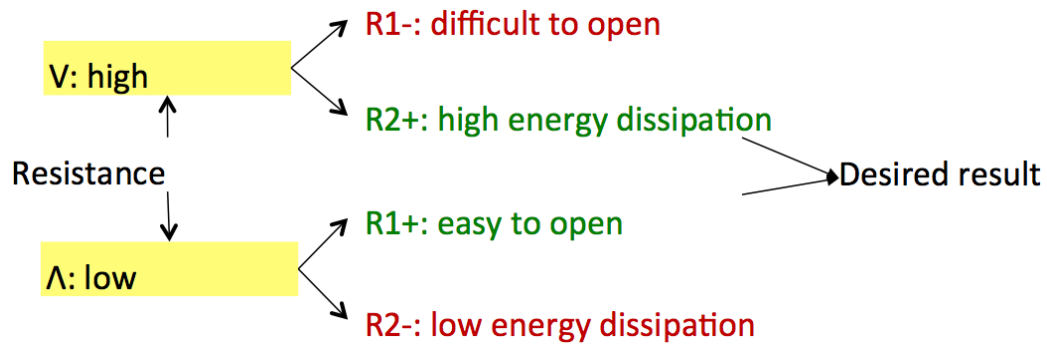 R1-: difficult to open
V: high
R2+: high energy dissipation
Resistance
Desired result
R1+: easy to open
Λ: low
R2-: low energy dissipation